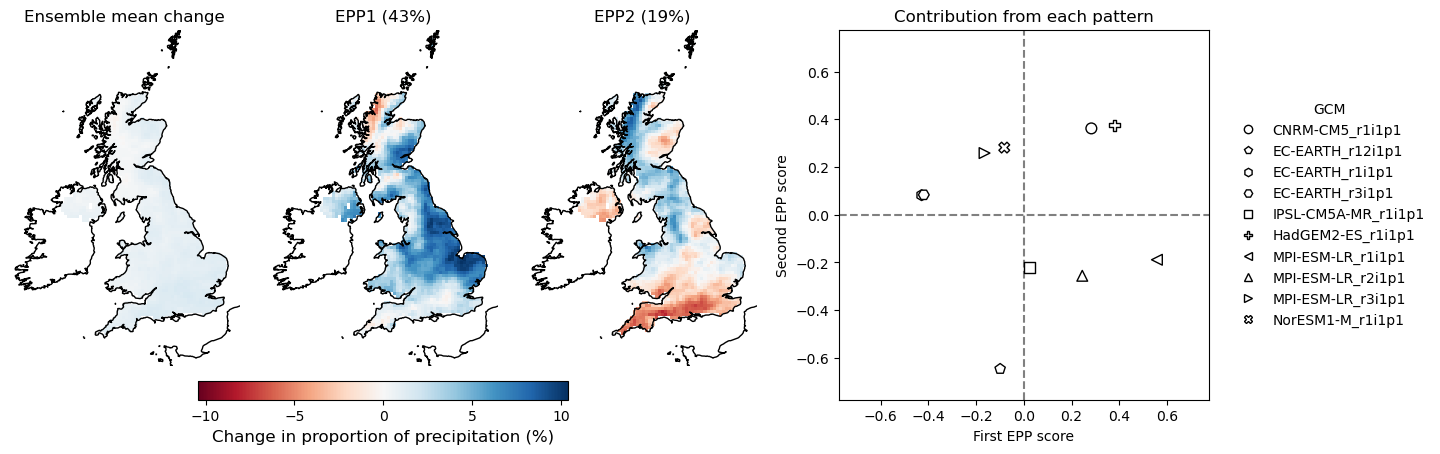 Ensemble mean change
EPP1 (43%)
EPP2 (19%)
−10
−5
0
5
10
Change in proportion of precipitation (%)
Contribution from each pattern
Second EPP score
0.6
0.4
0.2
0.0
−0.2
−0.4
−0.6
−0.6
−0.4
−0.2
0.0
0.2
0.4
0.6
First EPP score
GCM
CNRM-CM5_r1i1p1
EC-EARTH_r12i1p1
EC-EARTH_r1i1p1
EC-EARTH_r3i1p1
IPSL-CM5A-MR_r1i1p1
HadGEM2-ES_r1i1p1
MPI-ESM-LR_r1i1p1
MPI-ESM-LR_r2i1p1
MPI-ESM-LR_r3i1p1
NorESM1-M_r1i1p1